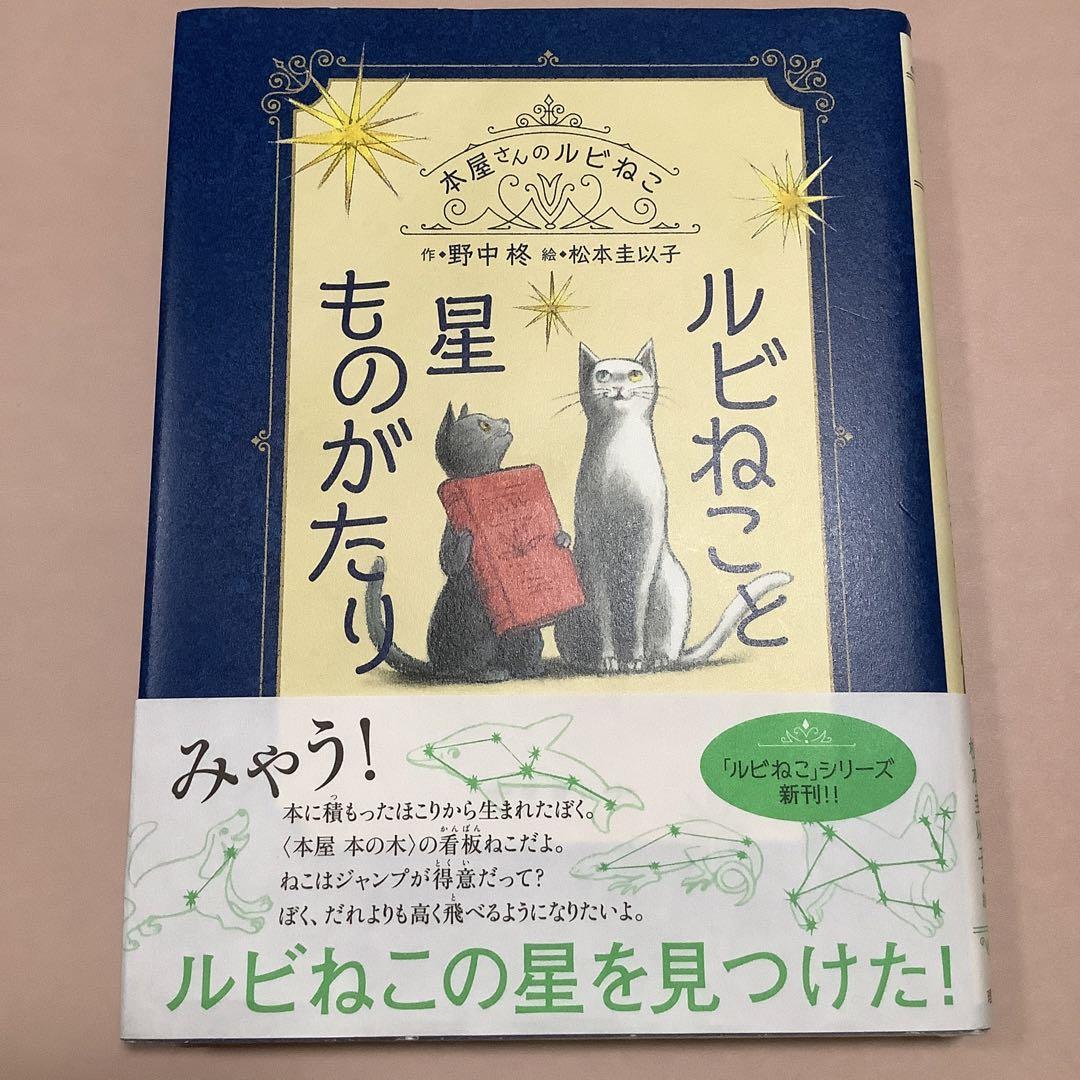 本屋さんのルビねこ
作◆野中 柊 絵◆松本圭以子
ルビねこと
星
ものがたり
みゃう!
本に積もったほこりから生まれたぼく。
〈本屋 本の木〉の看板ねこだよ。
ねこはジャンプが得意だって?
ぼく、だれよりも高く飛べるようになりたいよ。
「ルビねこ」シリーズ
新刊!!
ルビねこの星を見つけた!